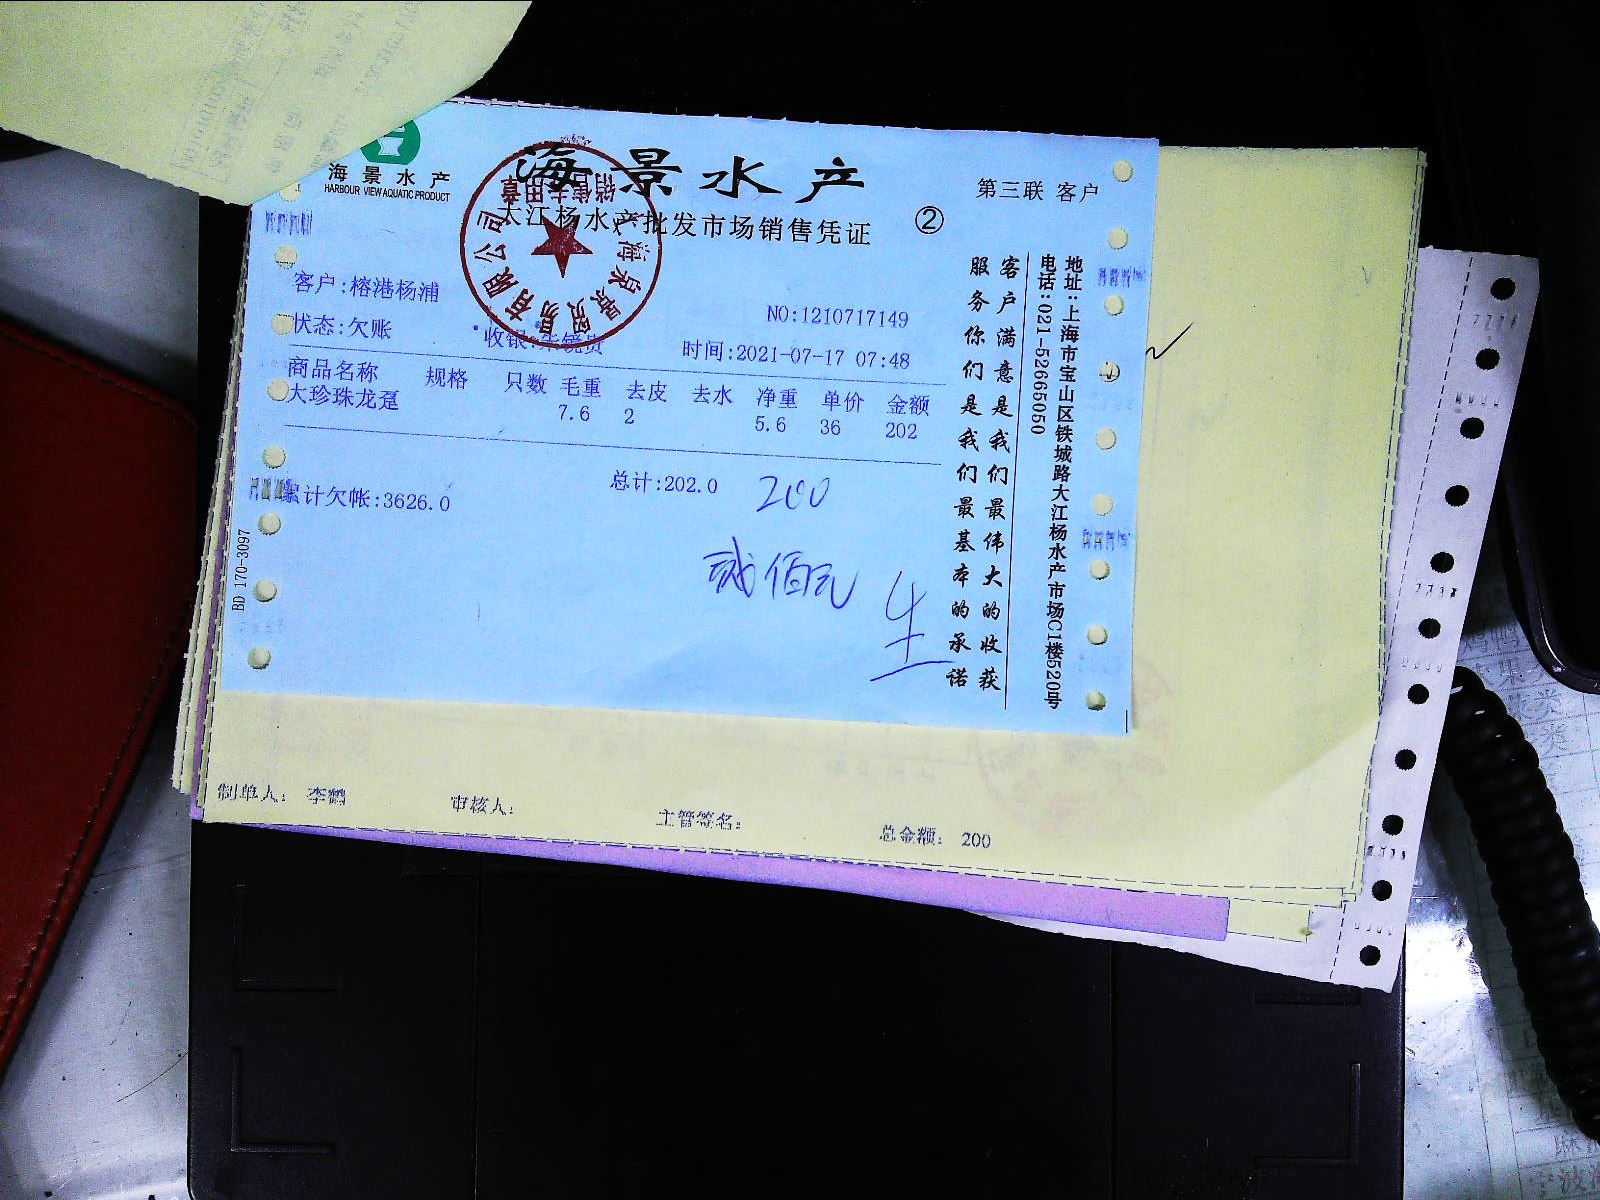 海景水产
HARBOUR VIEW AQUATIC PRODUCT
海景水产
大江杨水产批发市场销售凭证
②
第三联 客户
客户:榕港杨浦
NO:1210717149
状态:欠账
收银:
时间:2021-07-17 07:48
商品名称 规格 只数 毛重 去皮 去水 净重 单价 金额
大珍珠龙趸 7.6 2 5.6 36 202
总计:202.0 200
累计欠帐:3626.0
贰佰元
BD 170-3097
客户满意是我们最伟大的收获
服务你们是我们最基本的承诺
地址:上海市宝山区铁城路大江杨水产市场C1楼520号
电话:021-52665050
销售专用章
制单人: 李鹤
审核人:
主管签名:
总金额: 200